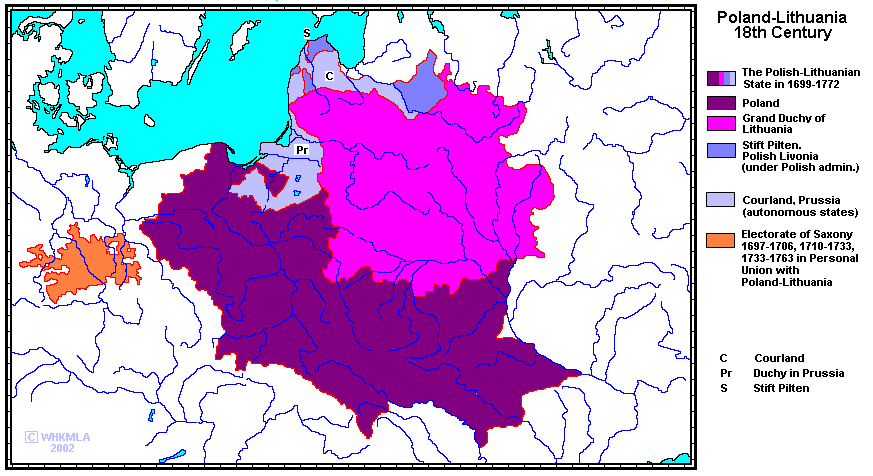 Poland-Lithuania
18th Century
The Polish-Lithuanian
State in 1699-1772
Poland
Grand Duchy of
Lithuania
Stift Pilten.
Polish Livonia
(under Polish admin.)
Courland, Prussia
(autonomous states)
Electorate of Saxony
1697-1706, 1710-1733,
1733-1763 in Personal
Union with
Poland-Lithuania
C Courland
Pr Duchy in Prussia
S Stift Pilten
S
C
Pr
C WHKMLA
2002